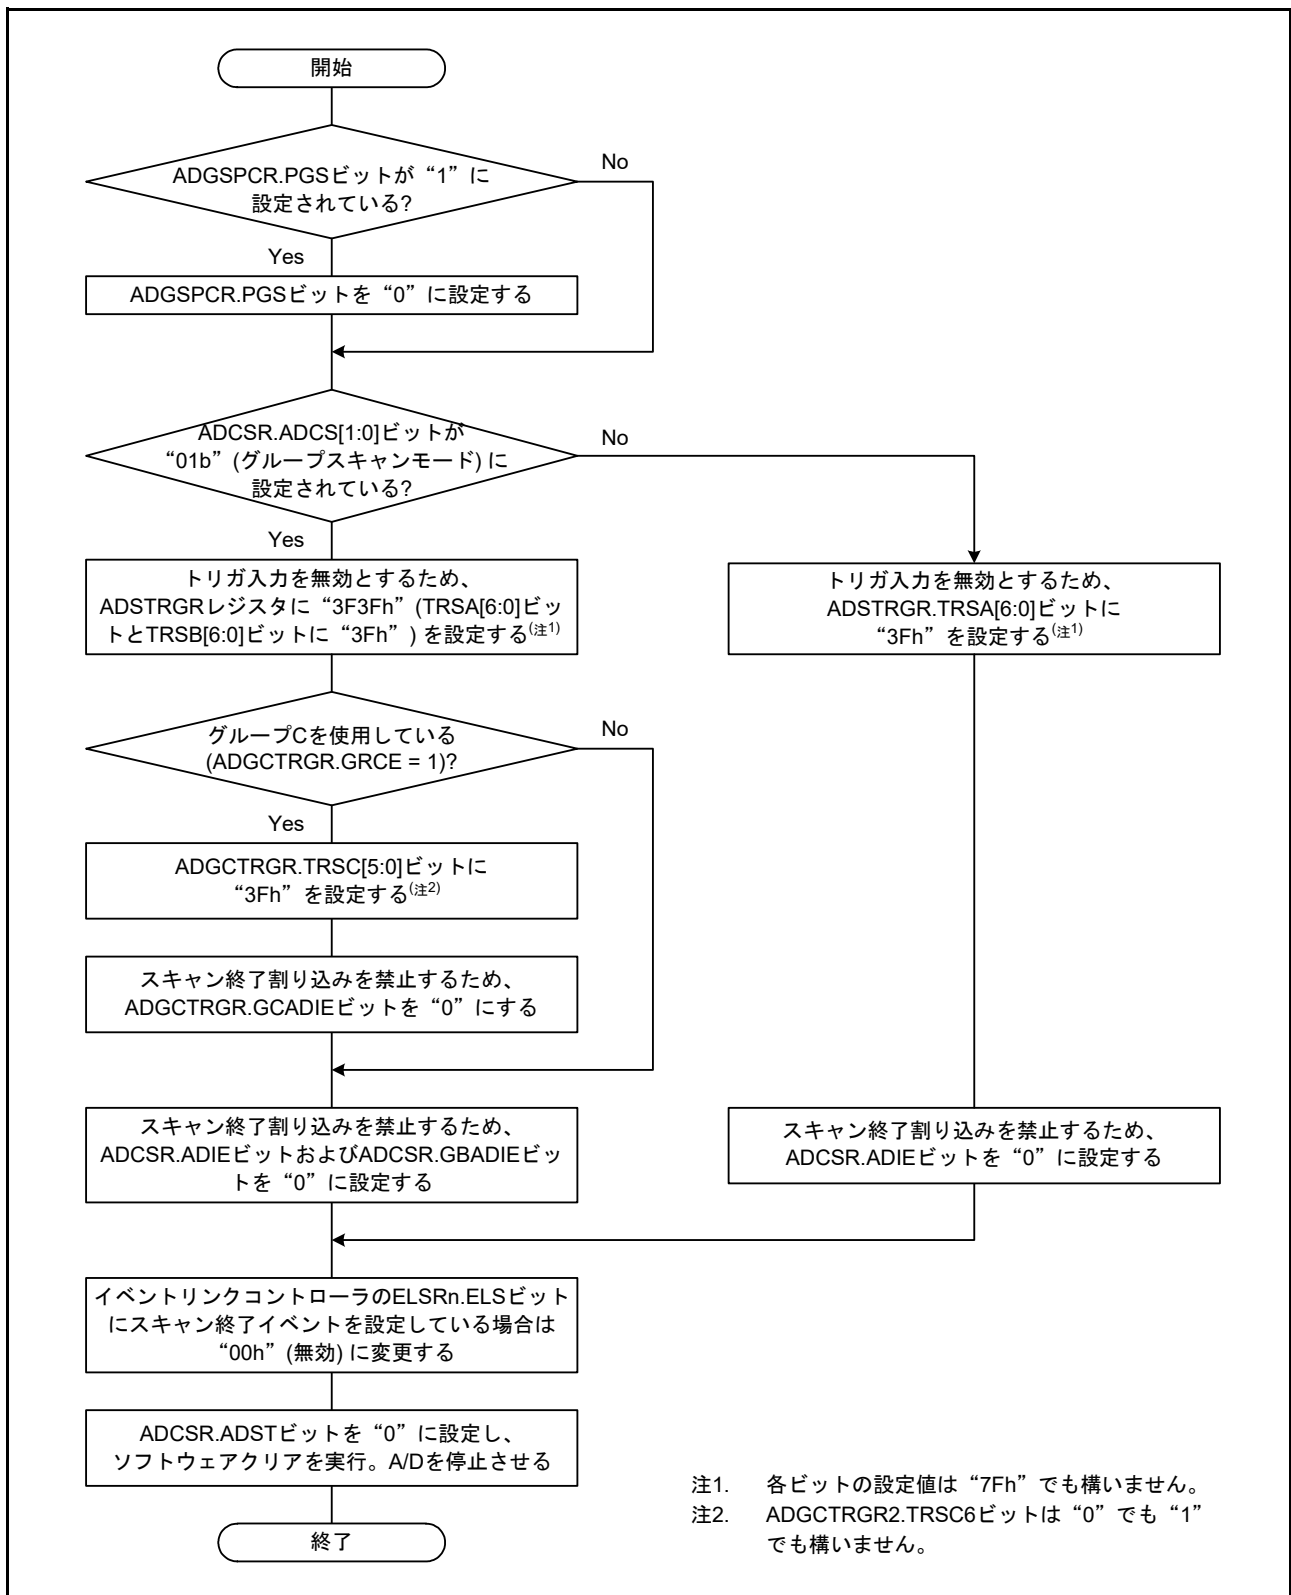 開始
ADGSPCR.PGSビットが“1”に
設定されている?
No
Yes
ADGSPCR.PGSビットを“0”に設定する
ADCSR.ADCS[1:0]ビットが
“01b” (グループスキャンモード) に
設定されている?
No
Yes
トリガ入力を無効とするため、
ADSTRGRレジスタに“3F3Fh” (TRSA[6:0]ビッ
トとTRSB[6:0]ビットに“3Fh” ) を設定する(注1)
トリガ入力を無効とするため、
ADSTRGR.TRSA[6:0]ビットに
“3Fh”を設定する(注1)
グループCを使用している
(ADGCTRGR.GRCE = 1)?
No
Yes
ADGCTRGR.TRSC[5:0]ビットに
“3Fh”を設定する(注2)
スキャン終了割り込みを禁止するため、
ADGCTRGR.GCADIEビットを“0”にする
スキャン終了割り込みを禁止するため、
ADCSR.ADIEビットおよびADCSR.GBADIEビッ
トを“0”に設定する
スキャン終了割り込みを禁止するため、
ADCSR.ADIEビットを“0”に設定する
イベントリンクコントローラのELSRn.ELSビット
にスキャン終了イベントを設定している場合は
“00h” (無効) に変更する
ADCSR.ADSTビットを“0”に設定し、
ソフトウェアクリアを実行。A/Dを停止させる
終了
注1. 各ビットの設定値は“7Fh”でも構いません。
注2. ADGCTRGR2.TRSC6ビットは“0”でも“1”
でも構いません。